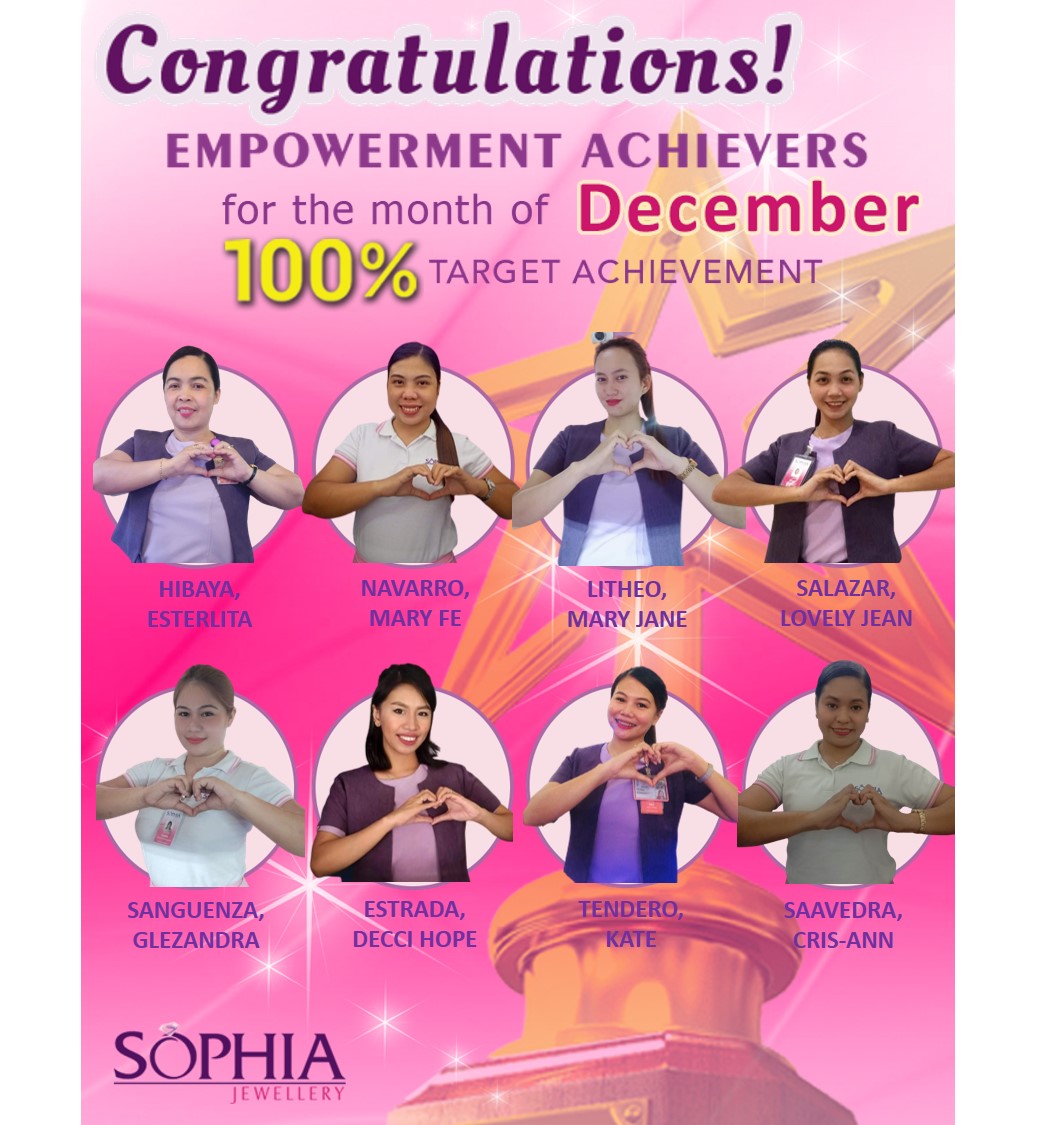 Congratulations!
EMPOWERMENT ACHIEVERS
for the month of December
100% TARGET ACHIEVEMENT
HIBAYA,
ESTERLITA
NAVARRO,
MARY FE
LITHEO,
MARY JANE
SALAZAR,
LOVELY JEAN
SANGUENZA,
GLEZANDRA
ESTRADA,
DECCI HOPE
TENDERO,
KATE
SAAVEDRA,
CRIS-ANN
SOPHIA
JEWELLERY